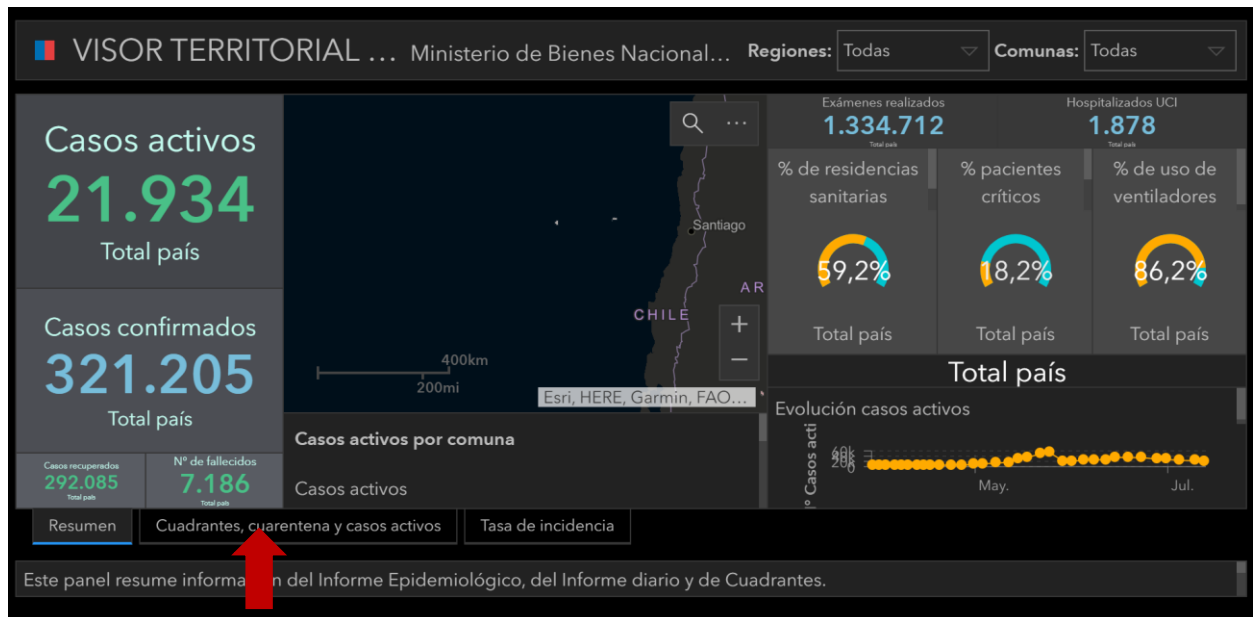 VISOR TERRITORIAL ...
Ministerio de Bienes Nacional...
Regiones: Todas
Comunas: Todas
Casos activos
21.934
Total país
Casos confirmados
321.205
Total país
Casos recuperados
292.085
Total país
N° de fallecidos
7.186
Total país
Santiago
AR
CHILE
400km
200mi
Esri, HERE, Garmin, FAO...
Casos activos por comuna
Casos activos
Exámenes realizados
1.334.712
Total país
Hospitalizados UCI
1.878
Total país
% de residencias
sanitarias
59,2%
Total país
% pacientes
críticos
18,2%
Total país
% de uso de
ventiladores
86,2%
Total país
Total país
Evolución casos activos
Casos acti
60k
20k
0
May.
Jul.
Resumen
Cuadrantes, cuarentena y casos activos
Tasa de incidencia
Este panel resume información del Informe Epidemiológico, del Informe diario y de Cuadrantes.